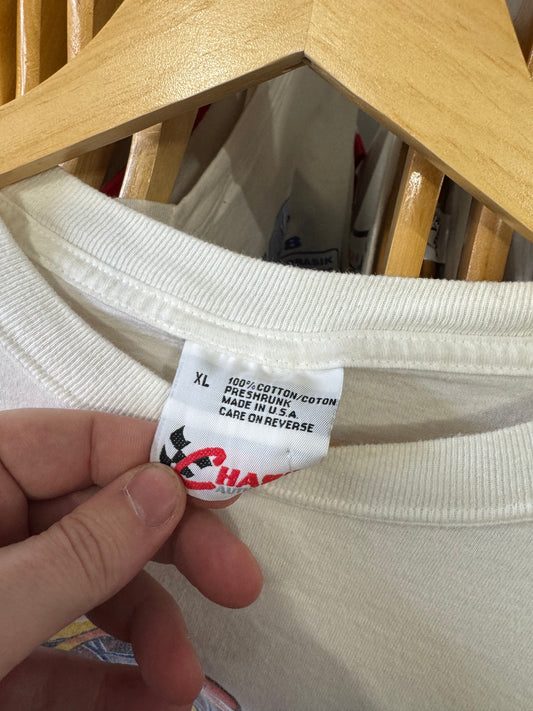 XL
100% COTTON/COTON
PRESHRUNK
MADE IN U.S.A.
CARE ON REVERSE